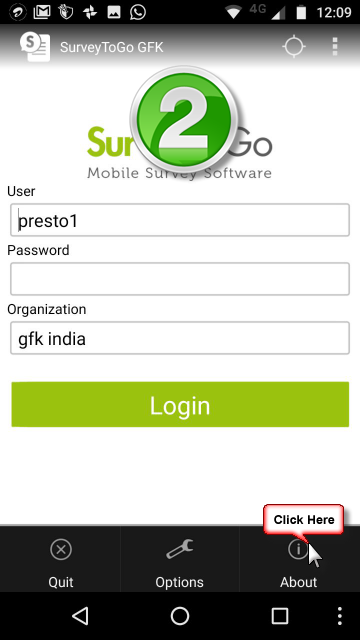 4G
12:09
S
SurveyToGo GFK
2
Sur Go
Mobile Survey Software
User
presto1
Password
Organization
gfk india
Login
Click Here
Quit
Options
About